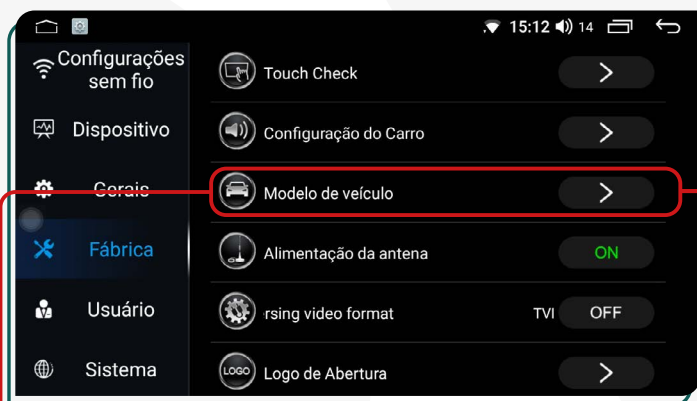 15:12 14
Configurações
sem fio
Dispositivo
Gerais
Fábrica
Usuário
Sistema
Touch Check
Configuração do Carro
Modelo de veículo
Alimentação da antena ON
rsing video format TVI OFF
LOGO Logo de Abertura